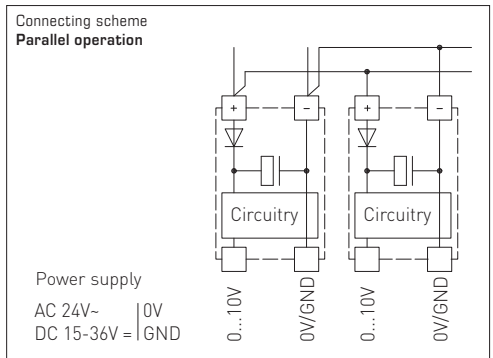 Connecting scheme
Parallel operation
+ - + -
Circuitry Circuitry
Power supply
AC 24V~ | 0V
DC 15-36V = | GND
0...10V
0V/GND
0...10V
0V/GND